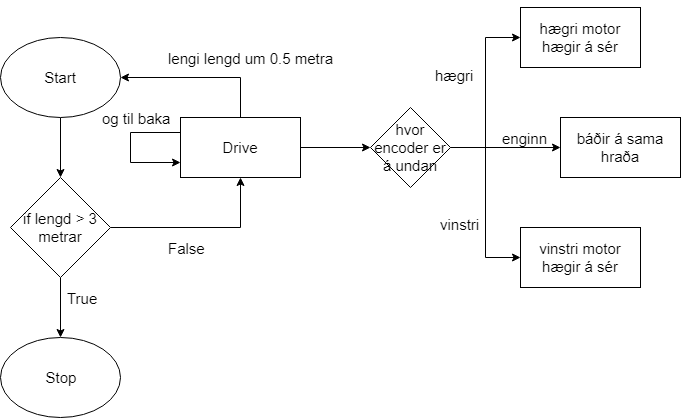 Start
lengi lengd um 0.5 metra
og til baka
Drive
if lengd > 3
metrar
False
True
Stop
hvor
encoder er
á undan
hægri
hægri motor
hægir á sér
enginn
báðir á sama
hraða
vinstri
vinstri motor
hægir á sér